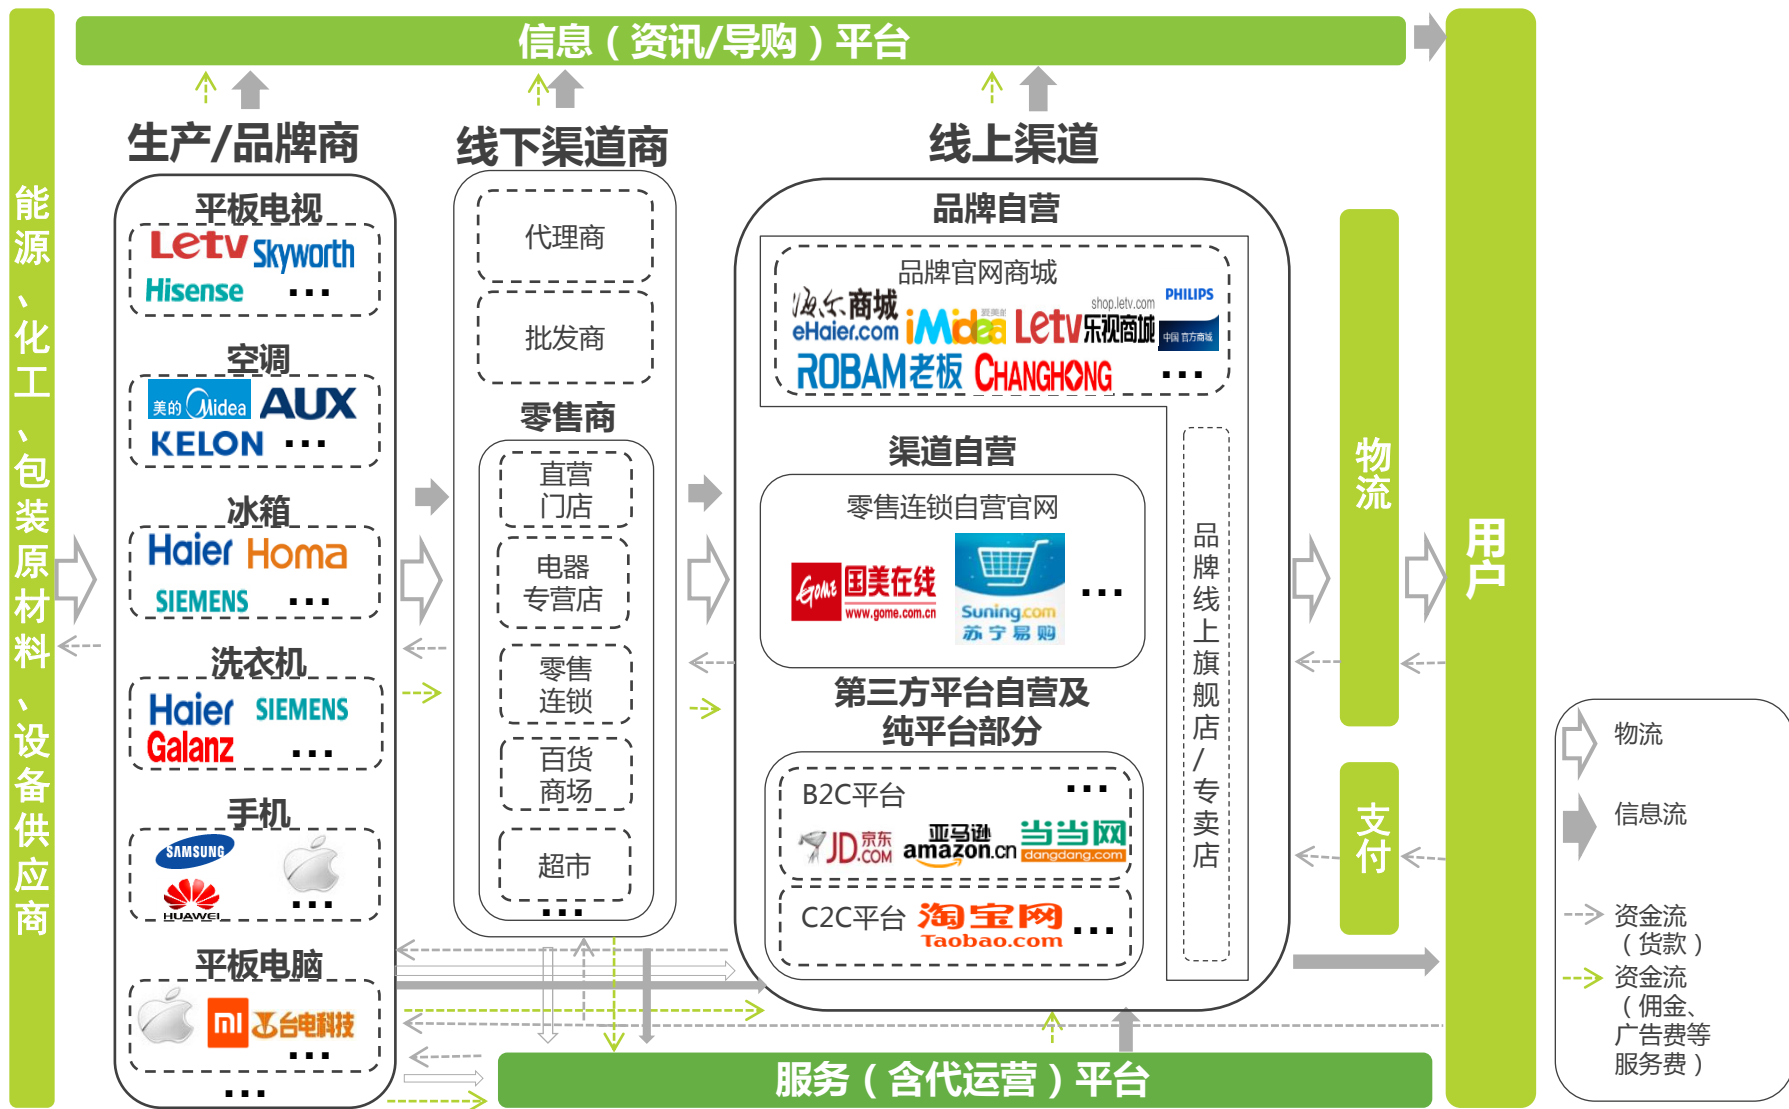 信息（资讯/导购）平台
能源、化工、包装原材料、设备供应商
生产/品牌商
平板电视
Letv
Skyworth
Hisense
...
空调
美的 Midea
AUX
KELON
...
冰箱
Haier
Homa
SIEMENS
...
洗衣机
Haier
SIEMENS
Galanz
...
手机
SAMSUNG
HUAWEI
...
平板电脑
mi
台电科技
...
...
线下渠道商
代理商
批发商
零售商
直营
门店
电器
专营店
零售
连锁
百货
商场
超市
...
线上渠道
品牌自营
品牌官网商城
海尔商城
eHaier.com
iMidea
shop.letv.com
Letv乐视商城
PHILIPS
中国 官方商城
ROBAM老板
CHANGHONG
...
渠道自营
零售连锁自营官网
GOME
国美在线
www.gome.com.cn
Suning.com
苏宁易购
...
第三方平台自营及
纯平台部分
B2C平台
...
JD京东
.COM
亚马逊
amazon.cn
当当网
dangdang.com
C2C平台
淘宝网
Taobao.com
...
品牌线上旗舰店/专卖店
物流
支付
用户
服务（含代运营）平台
物流
信息流
资金流
（货款）
资金流
（佣金、
广告费等
服务费）